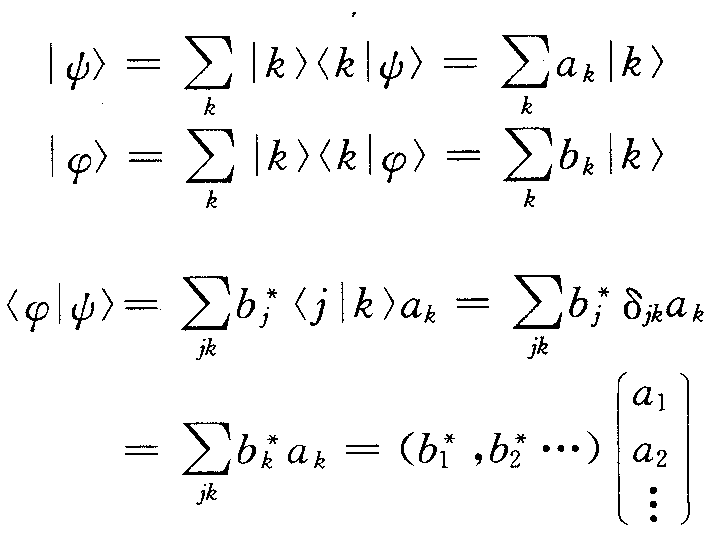 |ψ⟩ = ∑_k |k⟩⟨k|ψ⟩ = ∑_k a_k|k⟩
|φ⟩ = ∑_k |k⟩⟨k|φ⟩ = ∑_k b_k|k⟩
⟨φ|ψ⟩ = ∑_{jk} b_j^* ⟨j|k⟩a_k = ∑_{jk} b_j^* δ_{jk}a_k
= ∑_{jk} b_k^* a_k = (b_1^*, b_2^* ⋯) (a_1 a_2 ⋮)